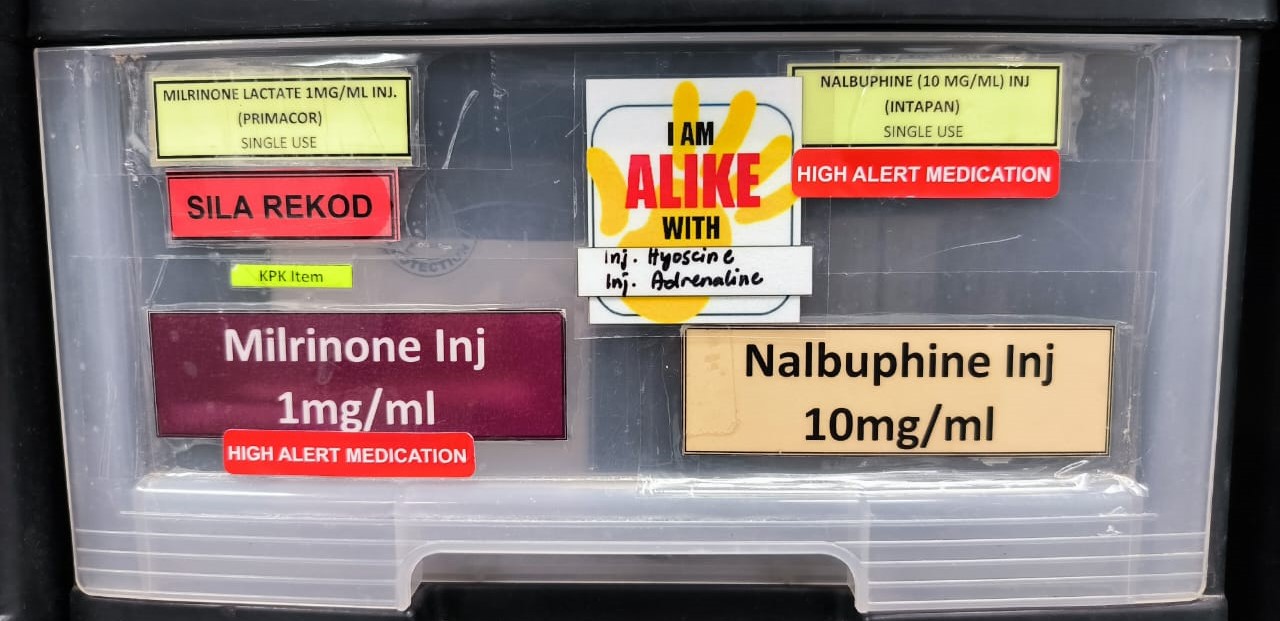 MILRINONE LACTATE 1MG/ML INJ.
(PRIMACOR)
SINGLE USE
SILA REKOD
KPK Item
Milrinone Inj
1mg/ml
HIGH ALERT MEDICATION
I AM
ALIKE
WITH
Inj. Hyoscine
Inj. Adrenaline
NALBUPHINE (10 MG/ML) INJ
(INTAPAN)
SINGLE USE
HIGH ALERT MEDICATION
Nalbuphine Inj
10mg/ml